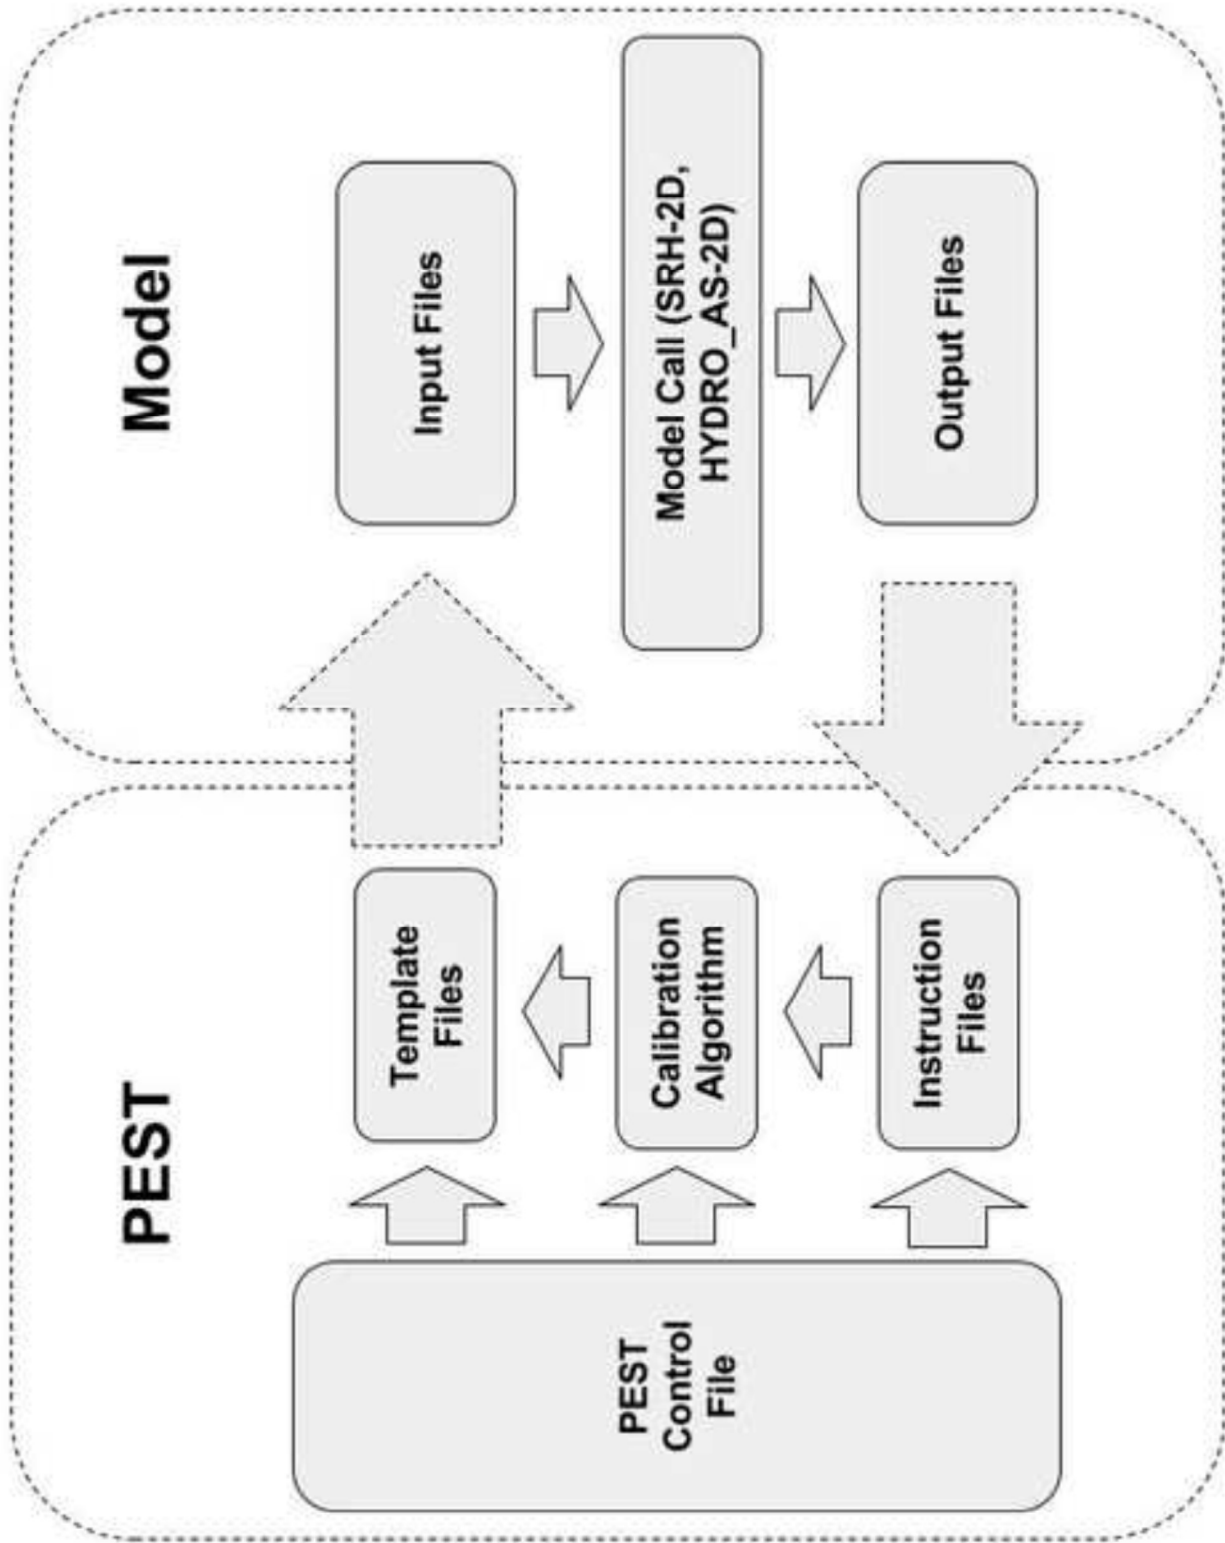 PEST
PEST
Control
File
Template
Files
Calibration
Algorithm
Instruction
Files
Model
Input Files
Model Call (SRH-2D,
HYDRO_AS-2D)
Output Files